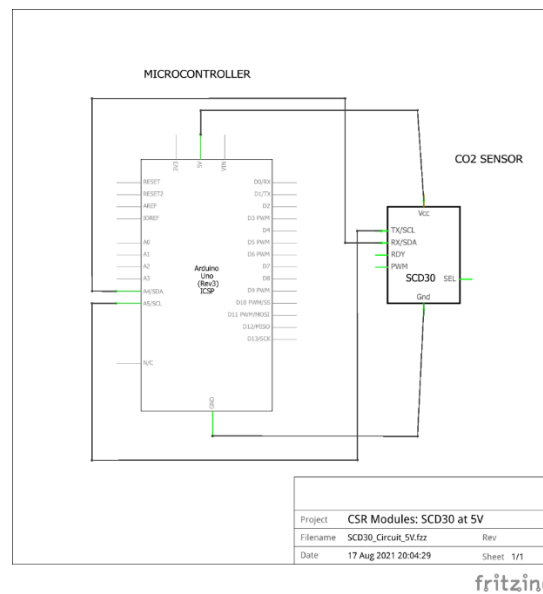 MICROCONTROLLER
CO2 SENSOR
3V3
5V
VIN
RESET
RESET2
AREF
IOREF
A0
A1
A2
A3
A4/SDA
A5/SCL
N/C
D0/RX
D1/TX
D2
D3 PWM
D4
D5 PWM
D6 PWM
D7
D8
D9 PWM
D10 PWM/SS
D11 PWM/MOSI
D12/MISO
D13/SCK
Arduino
Uno
(Rev3)
ICSP
GND
Vcc
TX/SCL
RX/SDA
RDY
PWM
SCD30
SEL
Gnd
Project CSR Modules: SCD30 at 5V
Filename SCD30_Circuit_5V.fzz Rev
Date 17 Aug 2021 20:04:29 Sheet 1/1
fritzing